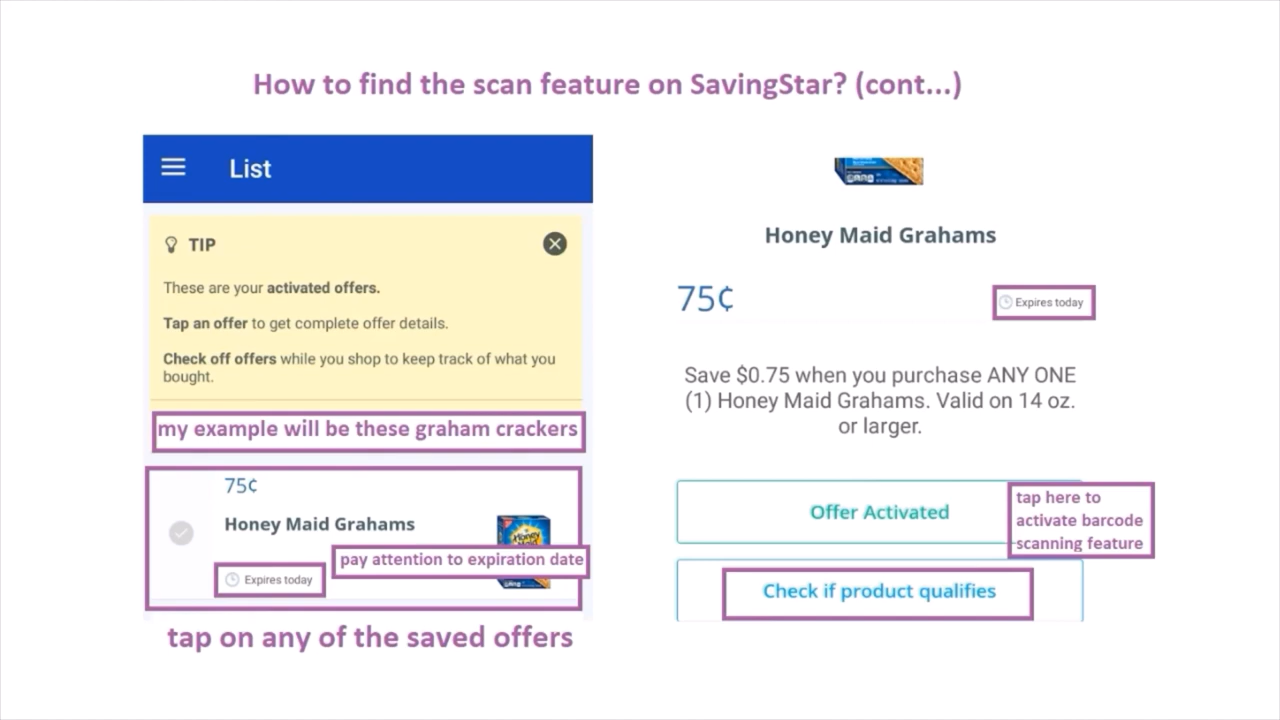 How to find the scan feature on SavingStar? (cont...)
List
TIP
These are your activated offers.
Tap an offer to get complete offer details.
Check off offers while you shop to keep track of what you
bought.
my example will be these graham crackers
75¢
Honey Maid Grahams
pay attention to expiration date
Expires today
tap on any of the saved offers
Honey Maid Grahams
75¢
Expires today
Save $0.75 when you purchase ANY ONE
(1) Honey Maid Grahams. Valid on 14 oz.
or larger.
Offer Activated
tap here to
activate barcode
scanning feature
Check if product qualifies